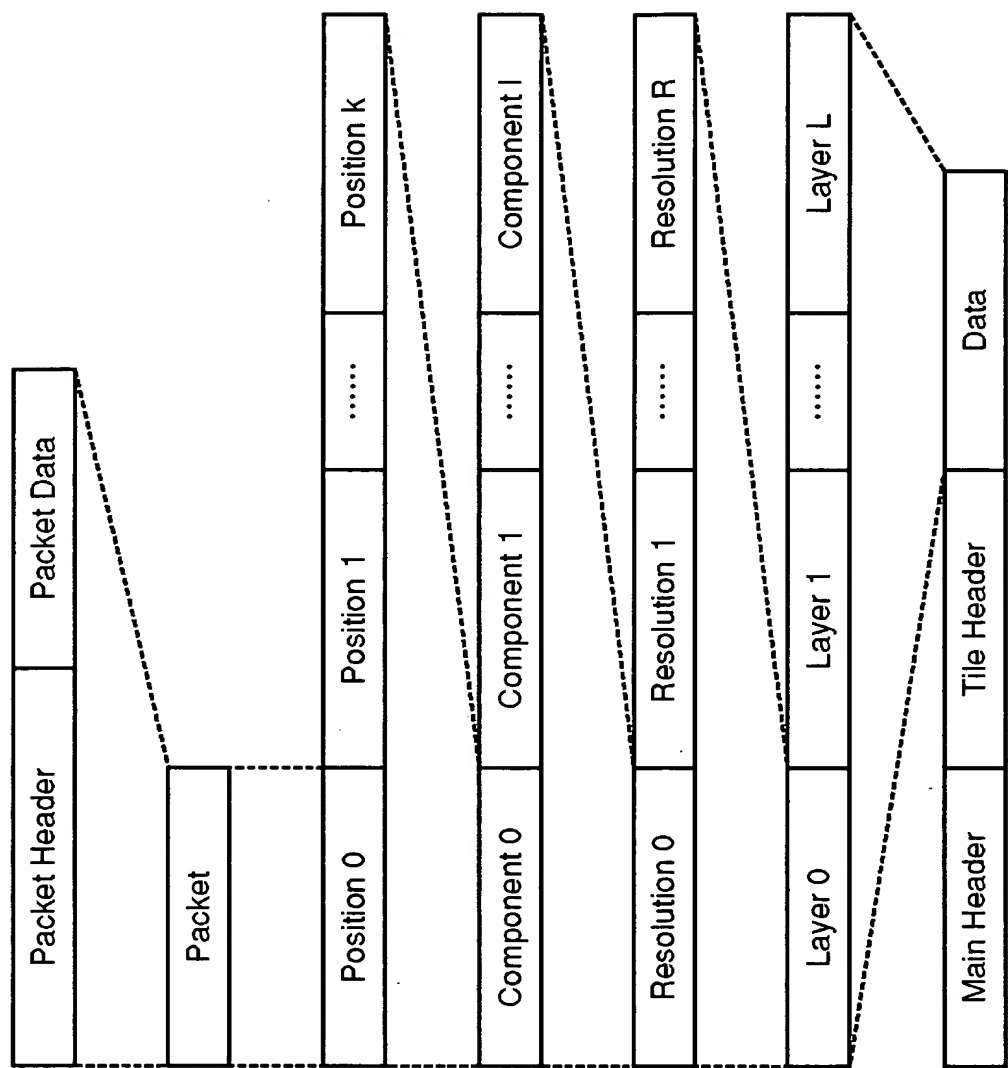 Packet Header Packet Data
Packet
Position 0 Position 1 ...... Position k
Component 0 Component 1 ...... Component I
Resolution 0 Resolution 1 ...... Resolution R
Layer 0 Layer 1 ...... Layer L
Main Header Tile Header Data